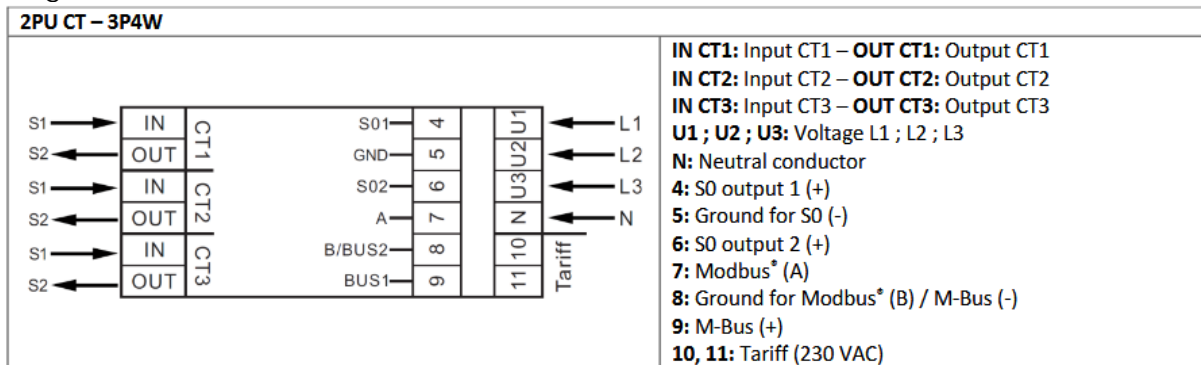 2PU CT – 3P4W
S1 IN CT1 S01 4 U1 L1
S2 OUT GND 5 U2 L2
S1 IN CT2 S02 6 U3 L3
S2 OUT A 7 N N
S1 IN CT3 B/BUS2 8 10 Tariff
S2 OUT BUS1 9 11
IN CT1: Input CT1 – OUT CT1: Output CT1
IN CT2: Input CT2 – OUT CT2: Output CT2
IN CT3: Input CT3 – OUT CT3: Output CT3
U1 ; U2 ; U3: Voltage L1 ; L2 ; L3
N: Neutral conductor
4: S0 output 1 (+)
5: Ground for S0 (-)
6: S0 output 2 (+)
7: Modbus® (A)
8: Ground for Modbus® (B) / M-Bus (-)
9: M-Bus (+)
10, 11: Tariff (230 VAC)